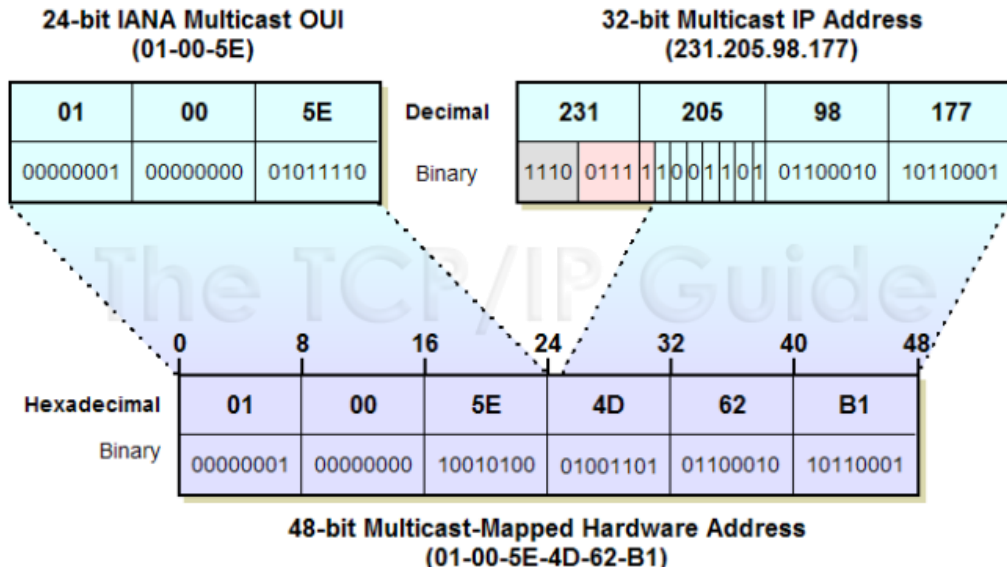 24-bit IANA Multicast OUI
(01-00-5E)
32-bit Multicast IP Address
(231.205.98.177)
01 00 5E Decimal 231 205 98 177
00000001 00000000 01011110 Binary 1110 0111 1 1 0 0 1 1 0 1 01100010 10110001
The TCP/IP Guide
0 8 16 24 32 40 48
Hexadecimal 01 00 5E 4D 62 B1
Binary 00000001 00000000 10010100 01001101 01100010 10110001
48-bit Multicast-Mapped Hardware Address
(01-00-5E-4D-62-B1)